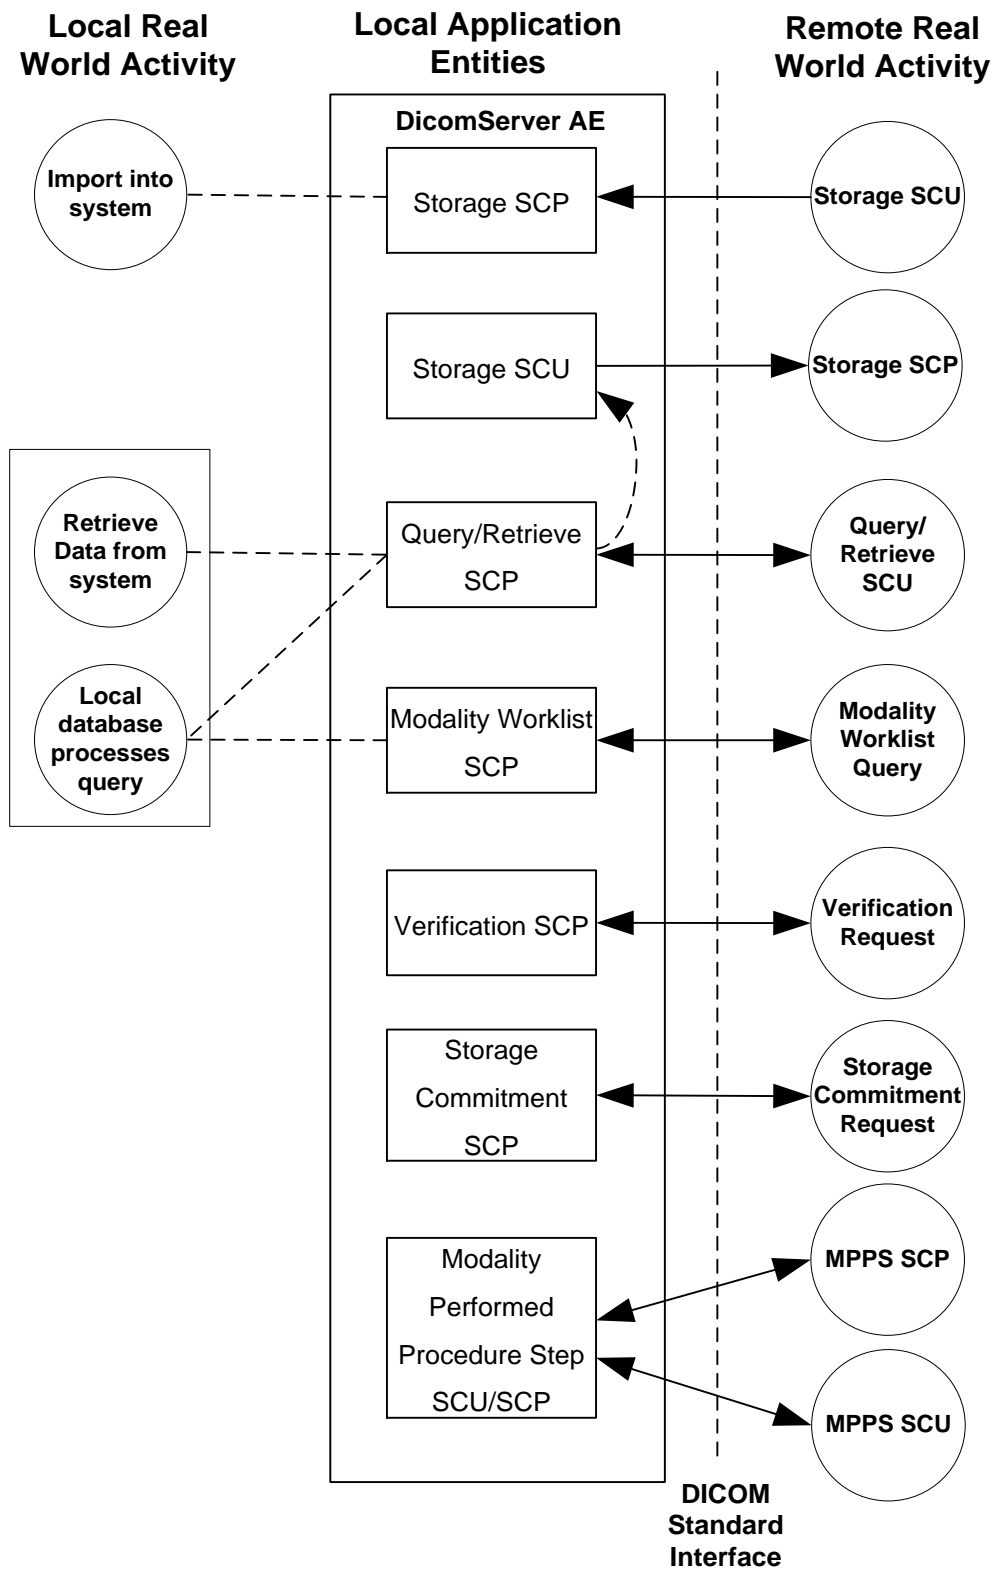 Local Real
World Activity
Local Application
Entities
Remote Real
World Activity
DicomServer AE
Import into
system
Storage SCP
Storage SCU
Storage SCU
Storage SCP
Retrieve
Data from
system
Query/Retrieve
SCP
Query/
Retrieve
SCU
Local
database
processes
query
Modality Worklist
SCP
Modality
Worklist
Query
Verification SCP
Verification
Request
Storage
Commitment
SCP
Storage
Commitment
Request
Modality
Performed
Procedure Step
SCU/SCP
MPPS SCP
MPPS SCU
DICOM
Standard
Interface